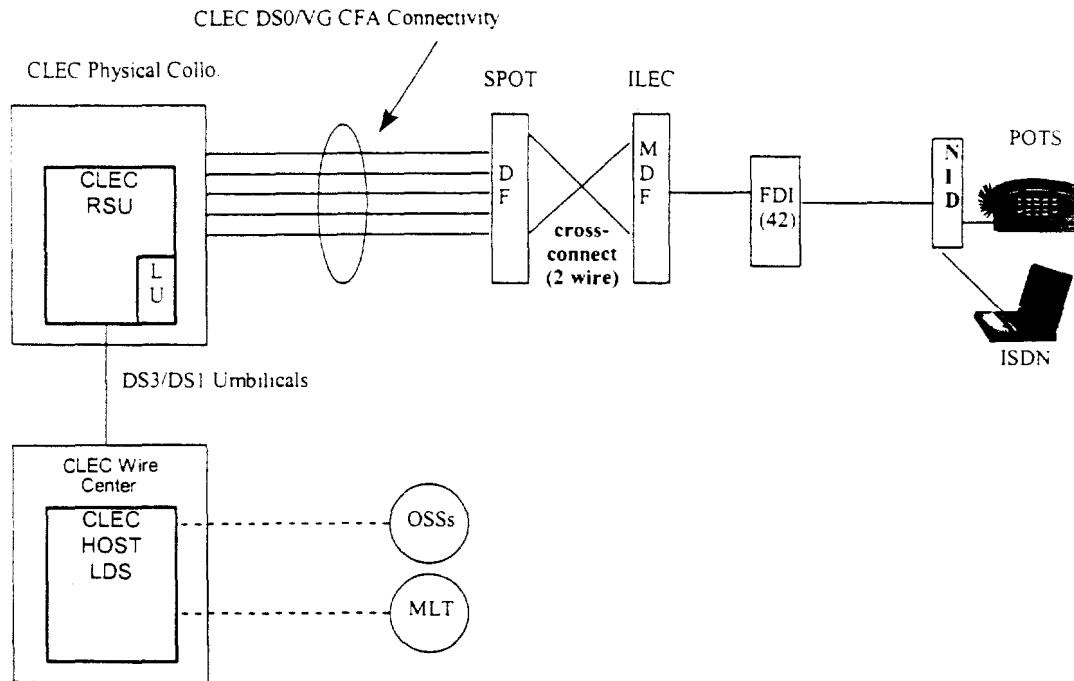 CLEC DS0/VG CFA Connectivity
CLEC Physical Collo.
SPOT
ILEC
POTS
CLEC
RSU
L
U
D
F
M
D
F
cross-
connect
(2 wire)
FDI
(42)
NID
ISDN
DS3/DS1 Umbilicals
CLEC Wire
Center
CLEC
HOST
LDS
OSSs
MLT